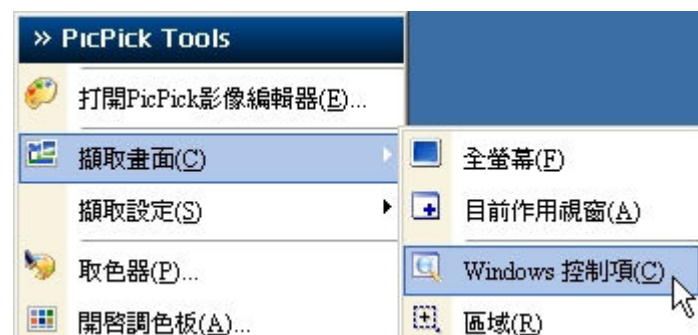 » PicPick Tools
打開PicPick影像編輯器(E)...
擷取畫面(C)
擷取設定(S)
取色器(P)...
開啓調色板(A)...
全螢幕(F)
目前作用視窗(A)
Windows 控制項(C)
區域(R)